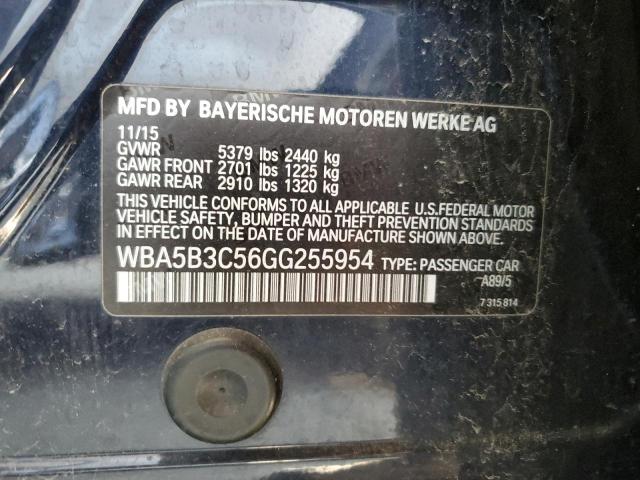 MFD BY BAYERISCHE MOTOREN WERKE AG
11/15
GVWR 5379 lbs 2440 kg
GAWR FRONT 2701 lbs 1225 kg
GAWR REAR 2910 lbs 1320 kg
THIS VEHICLE CONFORMS TO ALL APPLICABLE U.S.FEDERAL MOTOR
VEHICLE SAFETY, BUMPER AND THEFT PREVENTION STANDARDS
IN EFFECT ON THE DATE OF MANUFACTURE SHOWN ABOVE.
WBA5B3C56GG255954 TYPE: PASSENGER CAR
A89/5
7 315 814